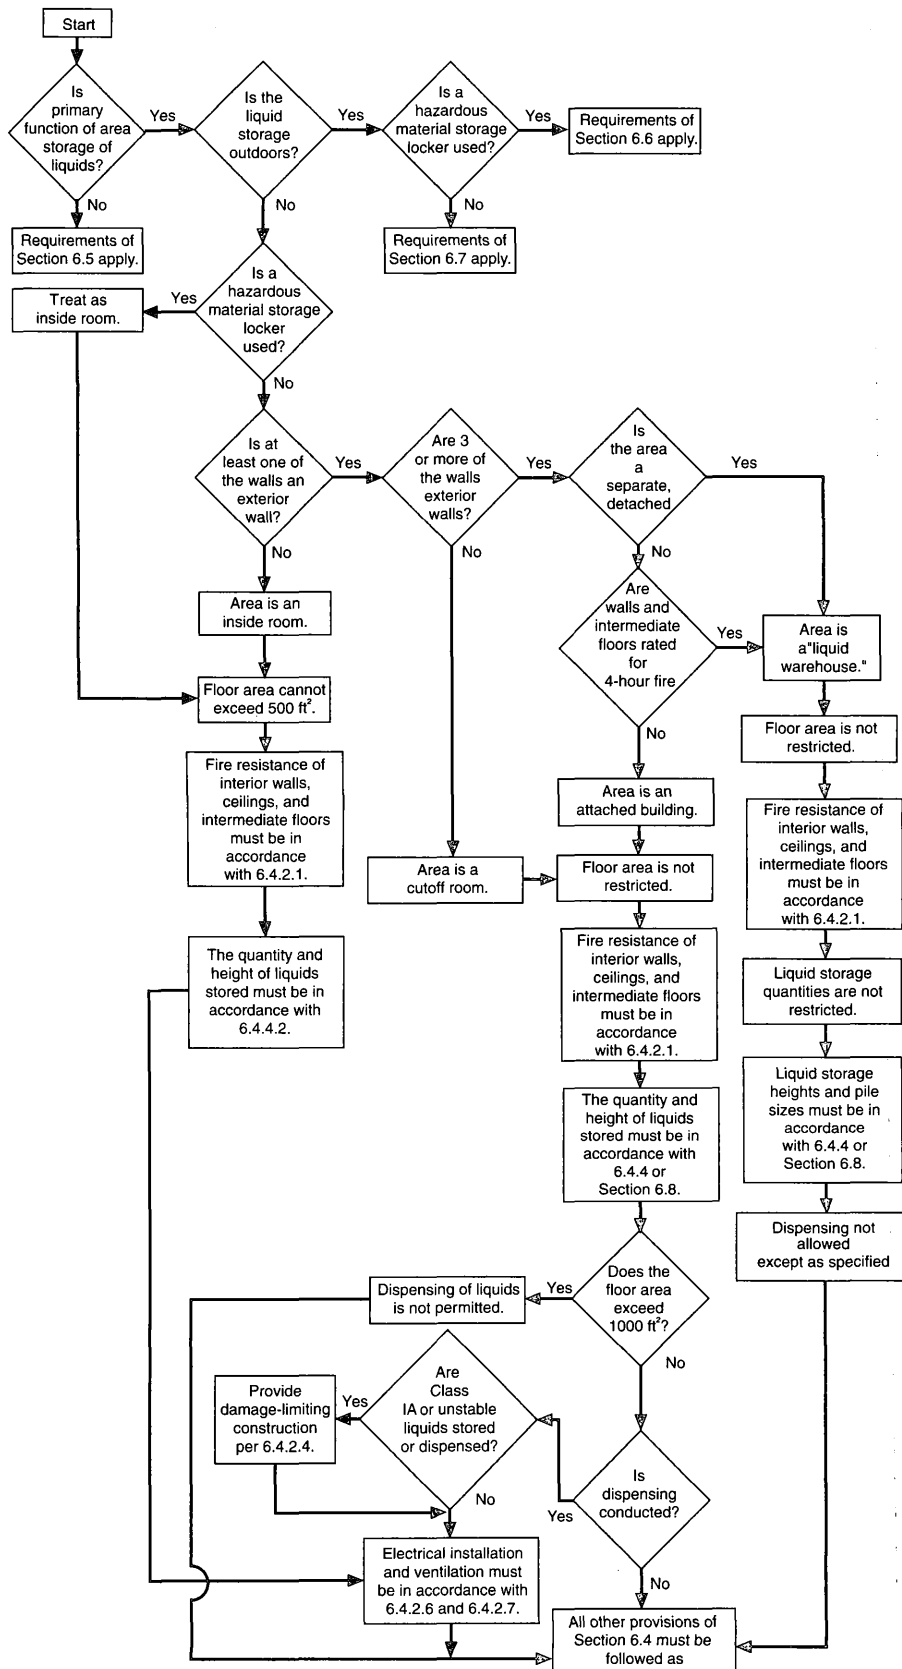 Start
Is
primary
function of area
storage of
liquids?
Yes
No
Requirements of
Section 6.5 apply.
Is the
liquid
storage
outdoors?
Yes
No
Is a
hazardous
material storage
locker used?
Yes
No
Requirements of
Section 6.6 apply.
Requirements of
Section 6.7 apply.
Is a
hazardous
material storage
locker
used?
Yes
No
Treat as
inside room.
Is at
least one of
the walls an
exterior
wall?
Yes
No
Are 3
or more of
the walls
exterior
walls?
Yes
No
Is
the area
a
separate,
detached
Yes
No
Are
walls and
intermediate
floors rated
for
4-hour fire
Yes
No
Area is
a"liquid
warehouse."
Area is an
inside room.
Floor area cannot
exceed 500 ft².
Fire resistance of
interior walls,
ceilings, and
intermediate floors
must be in
accordance
with 6.4.2.1.
The quantity and
height of liquids
stored must be in
accordance with
6.4.4.2.
Area is a
cutoff room.
Area is an
attached building.
Floor area is not
restricted.
Fire resistance of
interior walls,
ceilings, and
intermediate floors
must be in
accordance
with 6.4.2.1.
The quantity and
height of liquids
stored must be in
accordance with
6.4.4 or
Section 6.8.
Floor area is not
restricted.
Fire resistance of
interior walls,
ceilings, and
intermediate floors
must be in
accordance
with 6.4.2.1.
Liquid storage
quantities are not
restricted.
Liquid storage
heights and pile
sizes must be in
accordance
with 6.4.4 or
Section 6.8.
Dispensing not
allowed
except as specified
Does the
floor area
exceed
1000 ft²?
Yes
No
Dispensing of liquids
is not permitted.
Is
dispensing
conducted?
Yes
No
Are
Class
IA or unstable
liquids stored
or dispensed?
Yes
No
Provide
damage-limiting
construction
per 6.4.2.4.
Electrical installation
and ventilation must
be in accordance with
6.4.2.6 and 6.4.2.7.
All other provisions of
Section 6.4 must be
followed as